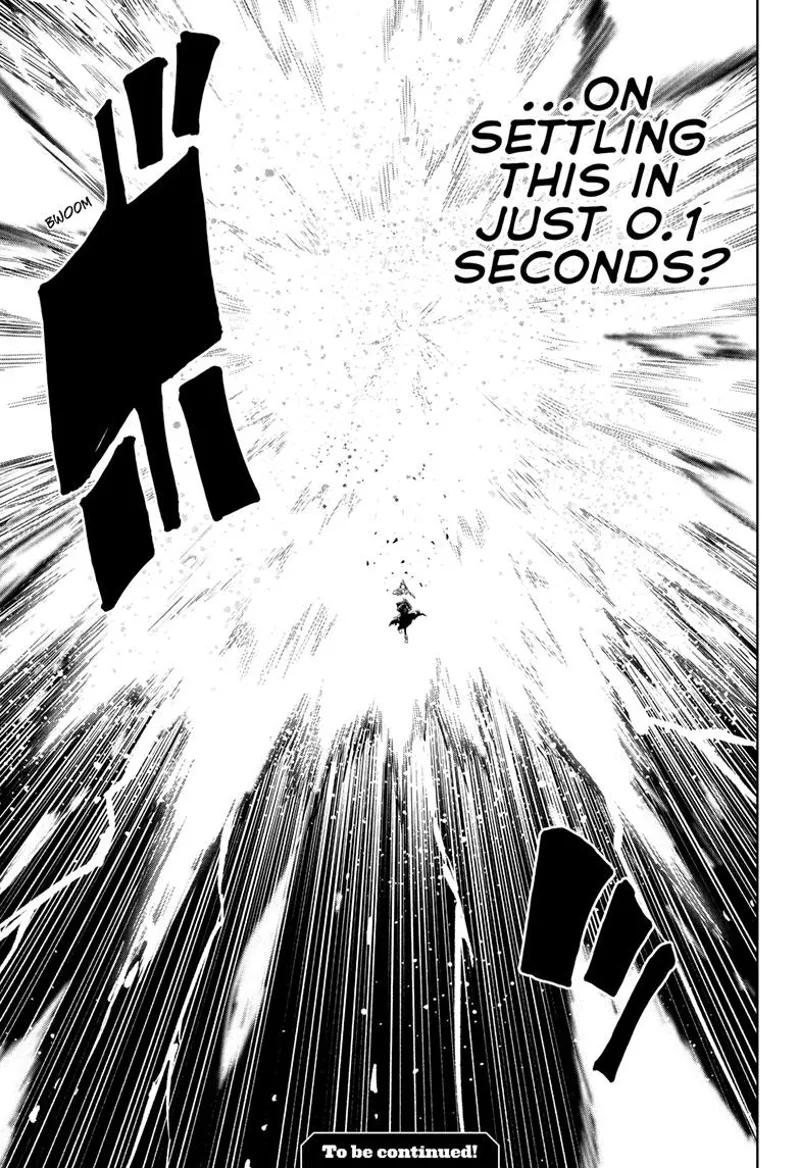 ...ON
SETTLING
THIS IN
JUST 0.1
SECONDS?
BWOOM
To be continued!